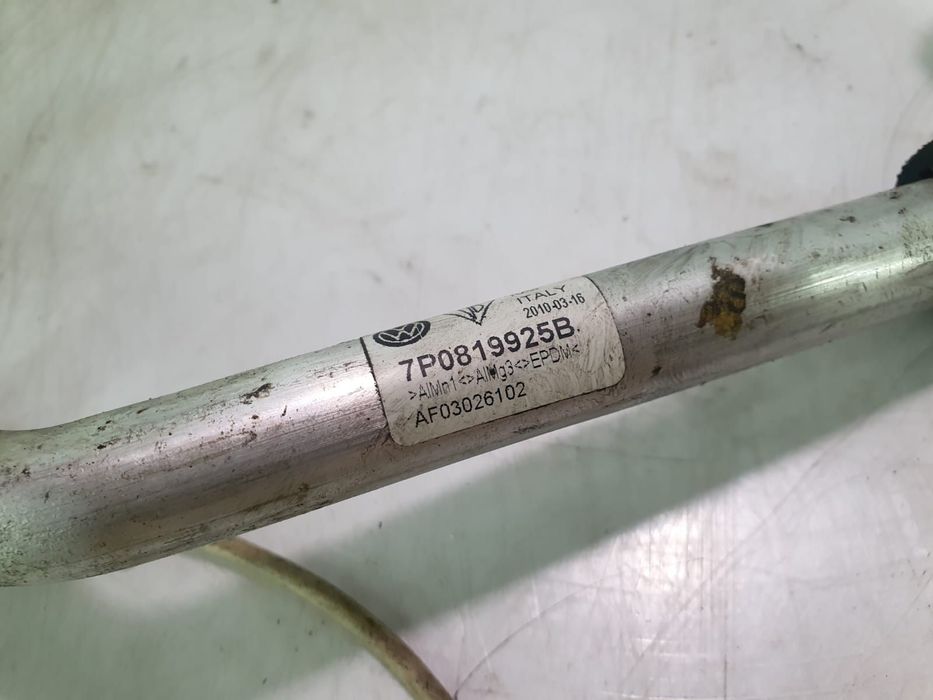 ITALY
2010-03-16
7P0819925B
>AlMn1<>AlMg3<>EPDM<
AF03026102